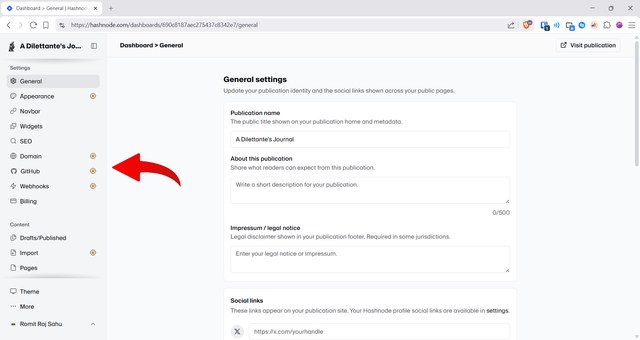 Dashboard > General | Hashno
https://hashnode.com/dashboards/690c8187aec275437c8342e7/general
A Dilettante's Jou...
Dashboard > General
Visit publication
Settings
General
Appearance
Navbar
Widgets
SEO
Domain
GitHub
Webhooks
Billing
Content
Drafts/Published
Import
Pages
Theme
More
Romit Raj Sahu
General settings
Update your publication identity and the social links shown across your public pages.
Publication name
The public title shown on your publication home and metadata.
A Dilettante's Journal
About this publication
Share what readers can expect from this publication.
Write a short description for your publication.
0/500
Impressum / legal notice
Legal disclaimer shown in your publication footer. Required in some jurisdictions.
Enter your legal notice or impressum.
Social links
These links appear on your publication site. Your Hashnode profile social links are available in settings.
https://x.com/yourhandle